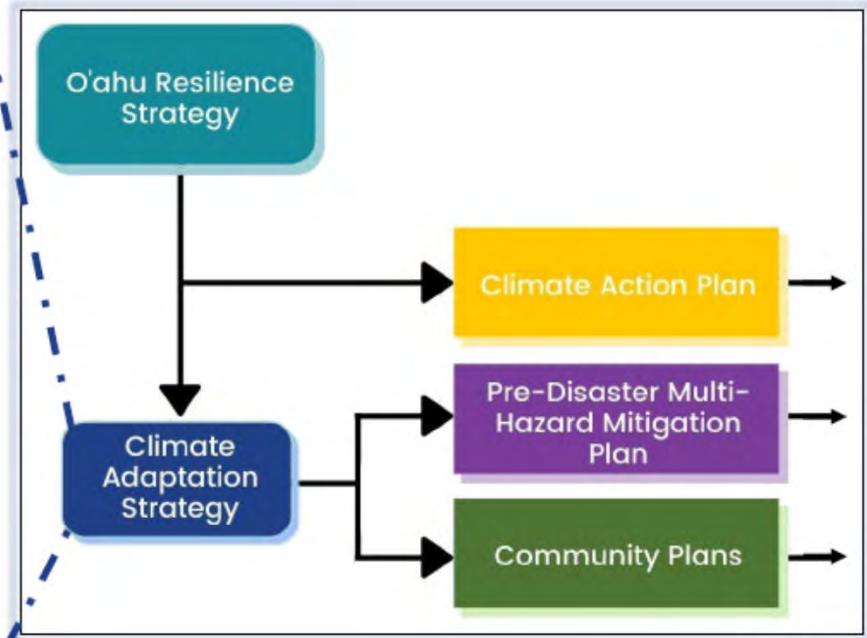 O'ahu Resilience
Strategy
Climate Action Plan
Pre-Disaster Multi-
Hazard Mitigation
Plan
Climate
Adaptation
Strategy
Community Plans